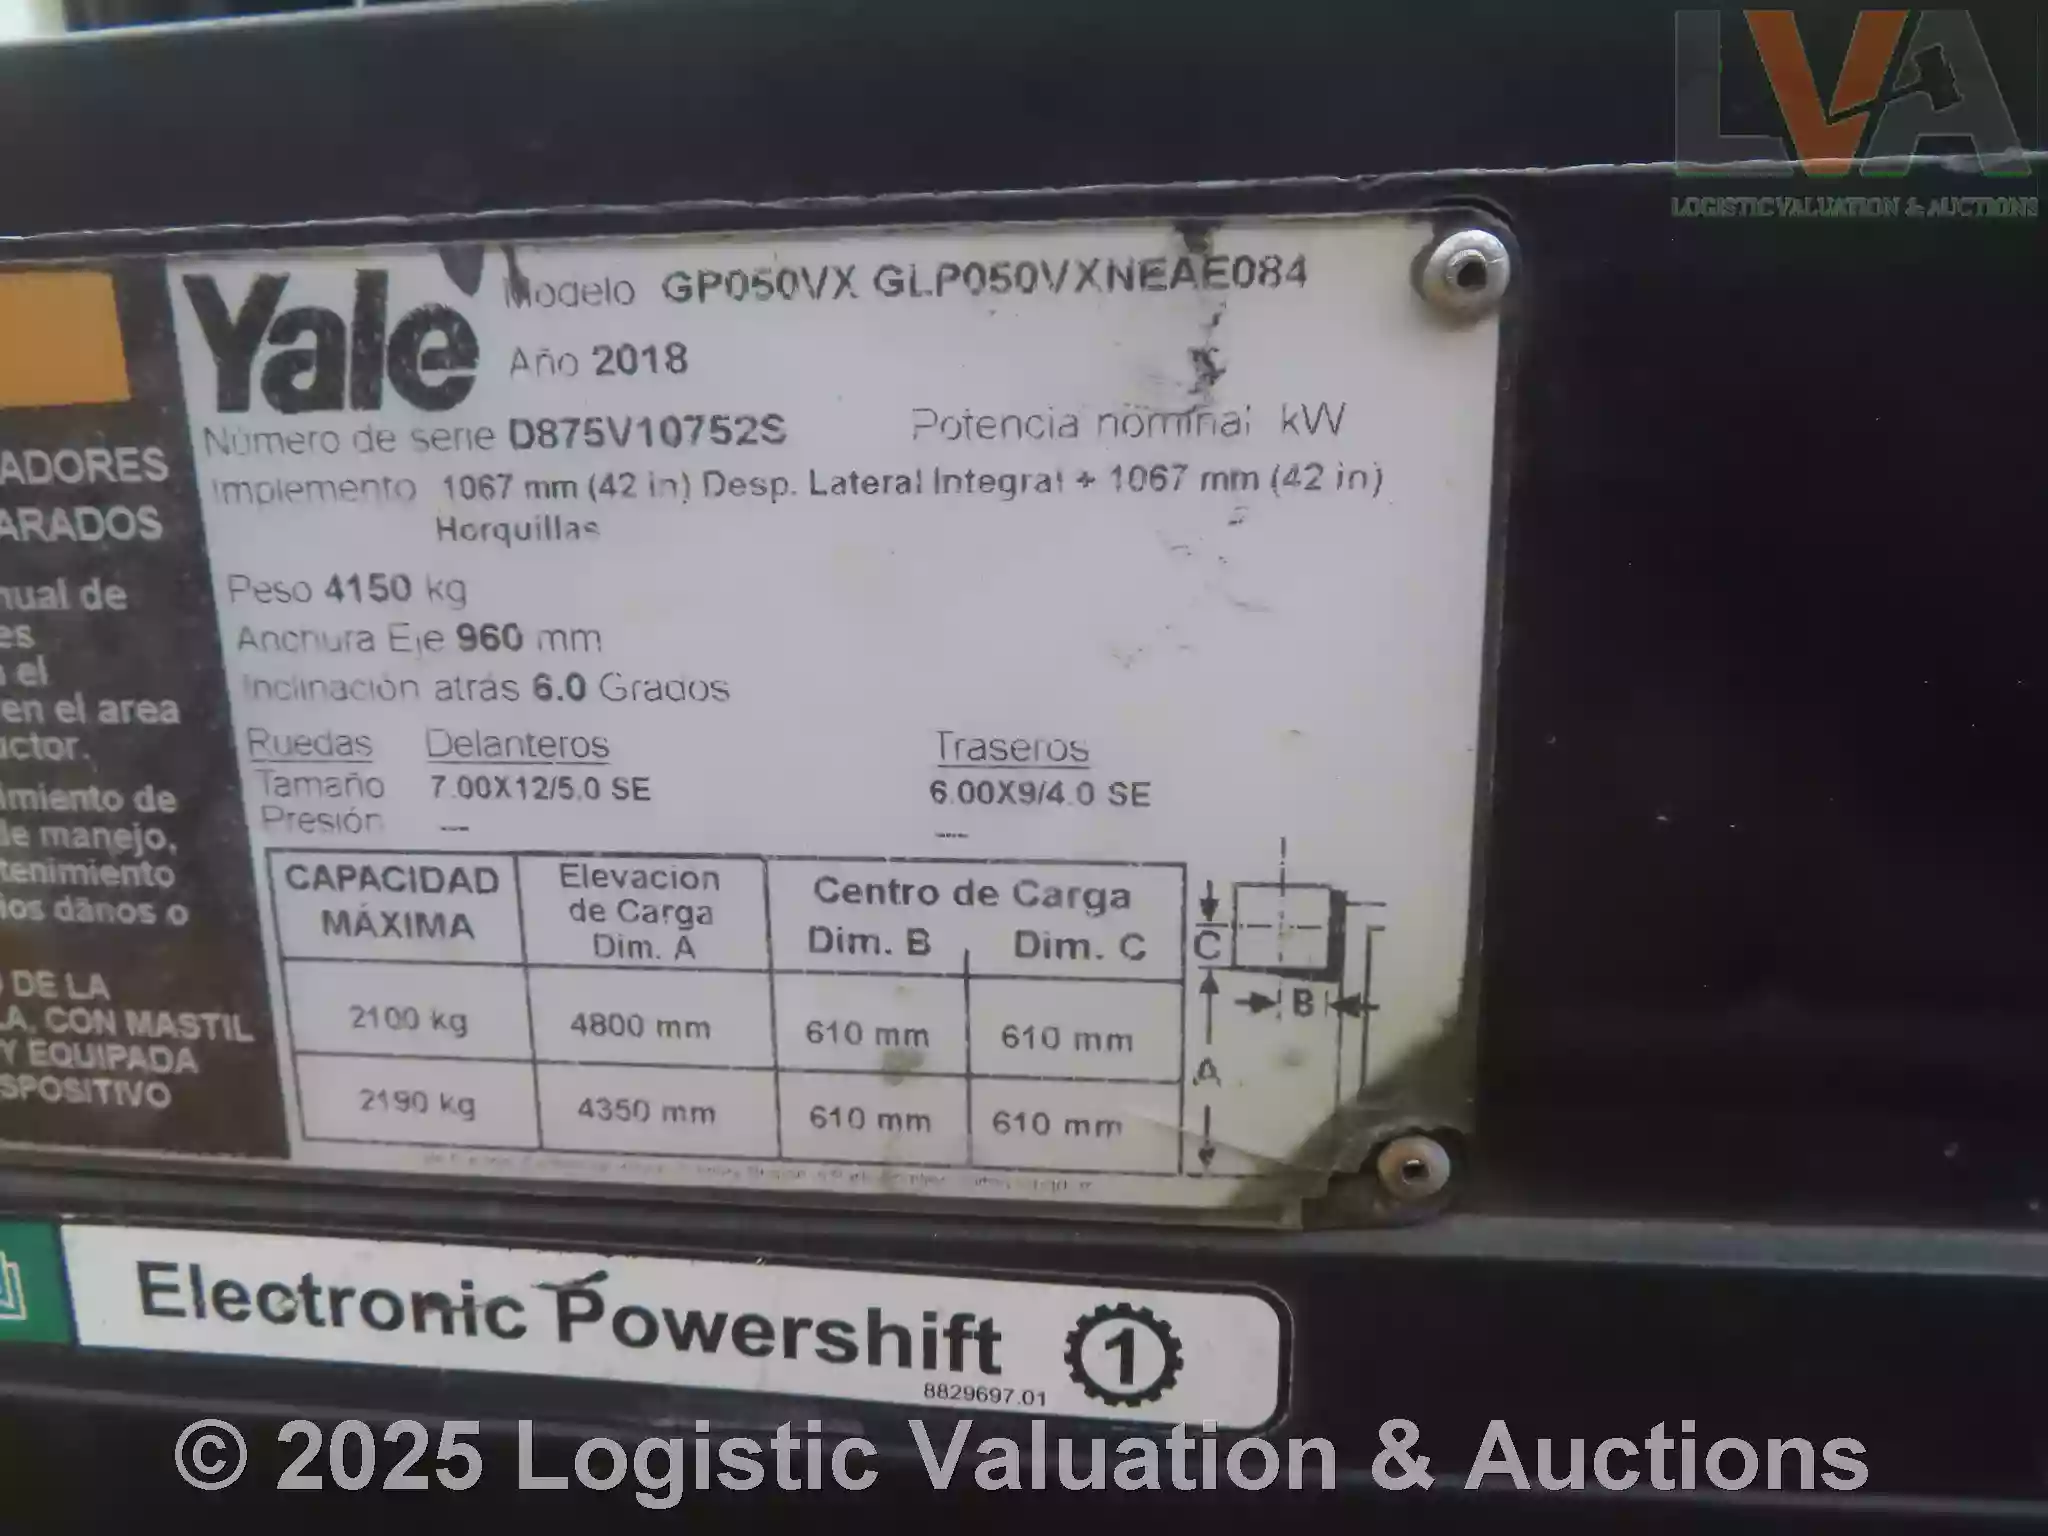 LVA
LOGISTIC VALUATION & AUCTIONS
ADORES
ARADOS
nual de
es
el
en el area
uctor.
imiento de
de manejo,
tenimiento
ios dãnos o
DE LA
LA, CON MASTIL
Y EQUIPADA
SPOSITIVO
Yale
Modelo GP050VX GLP050VXNEAE084
Año 2018
Número de serie D875V10752S Potencia nominal kW
Implemento 1067 mm (42 in) Desp. Lateral Integral + 1067 mm (42 in)
Horquillas
Peso 4150 kg
Anchura Eje 960 mm
Inclinación atrás 6.0 Grados
Ruedas Delanteros Traseros
Tamaño 7.00X12/5.0 SE 6.00X9/4.0 SE
Presión --- ---
CAPACIDAD MÁXIMA Elevacion de Carga Dim. A Centro de Carga Dim. B Dim. C
2100 kg 4800 mm 610 mm 610 mm
2190 kg 4350 mm 610 mm 610 mm
C
B
A
Electronic Powershift 1
8829697.01
© 2025 Logistic Valuation & Auctions